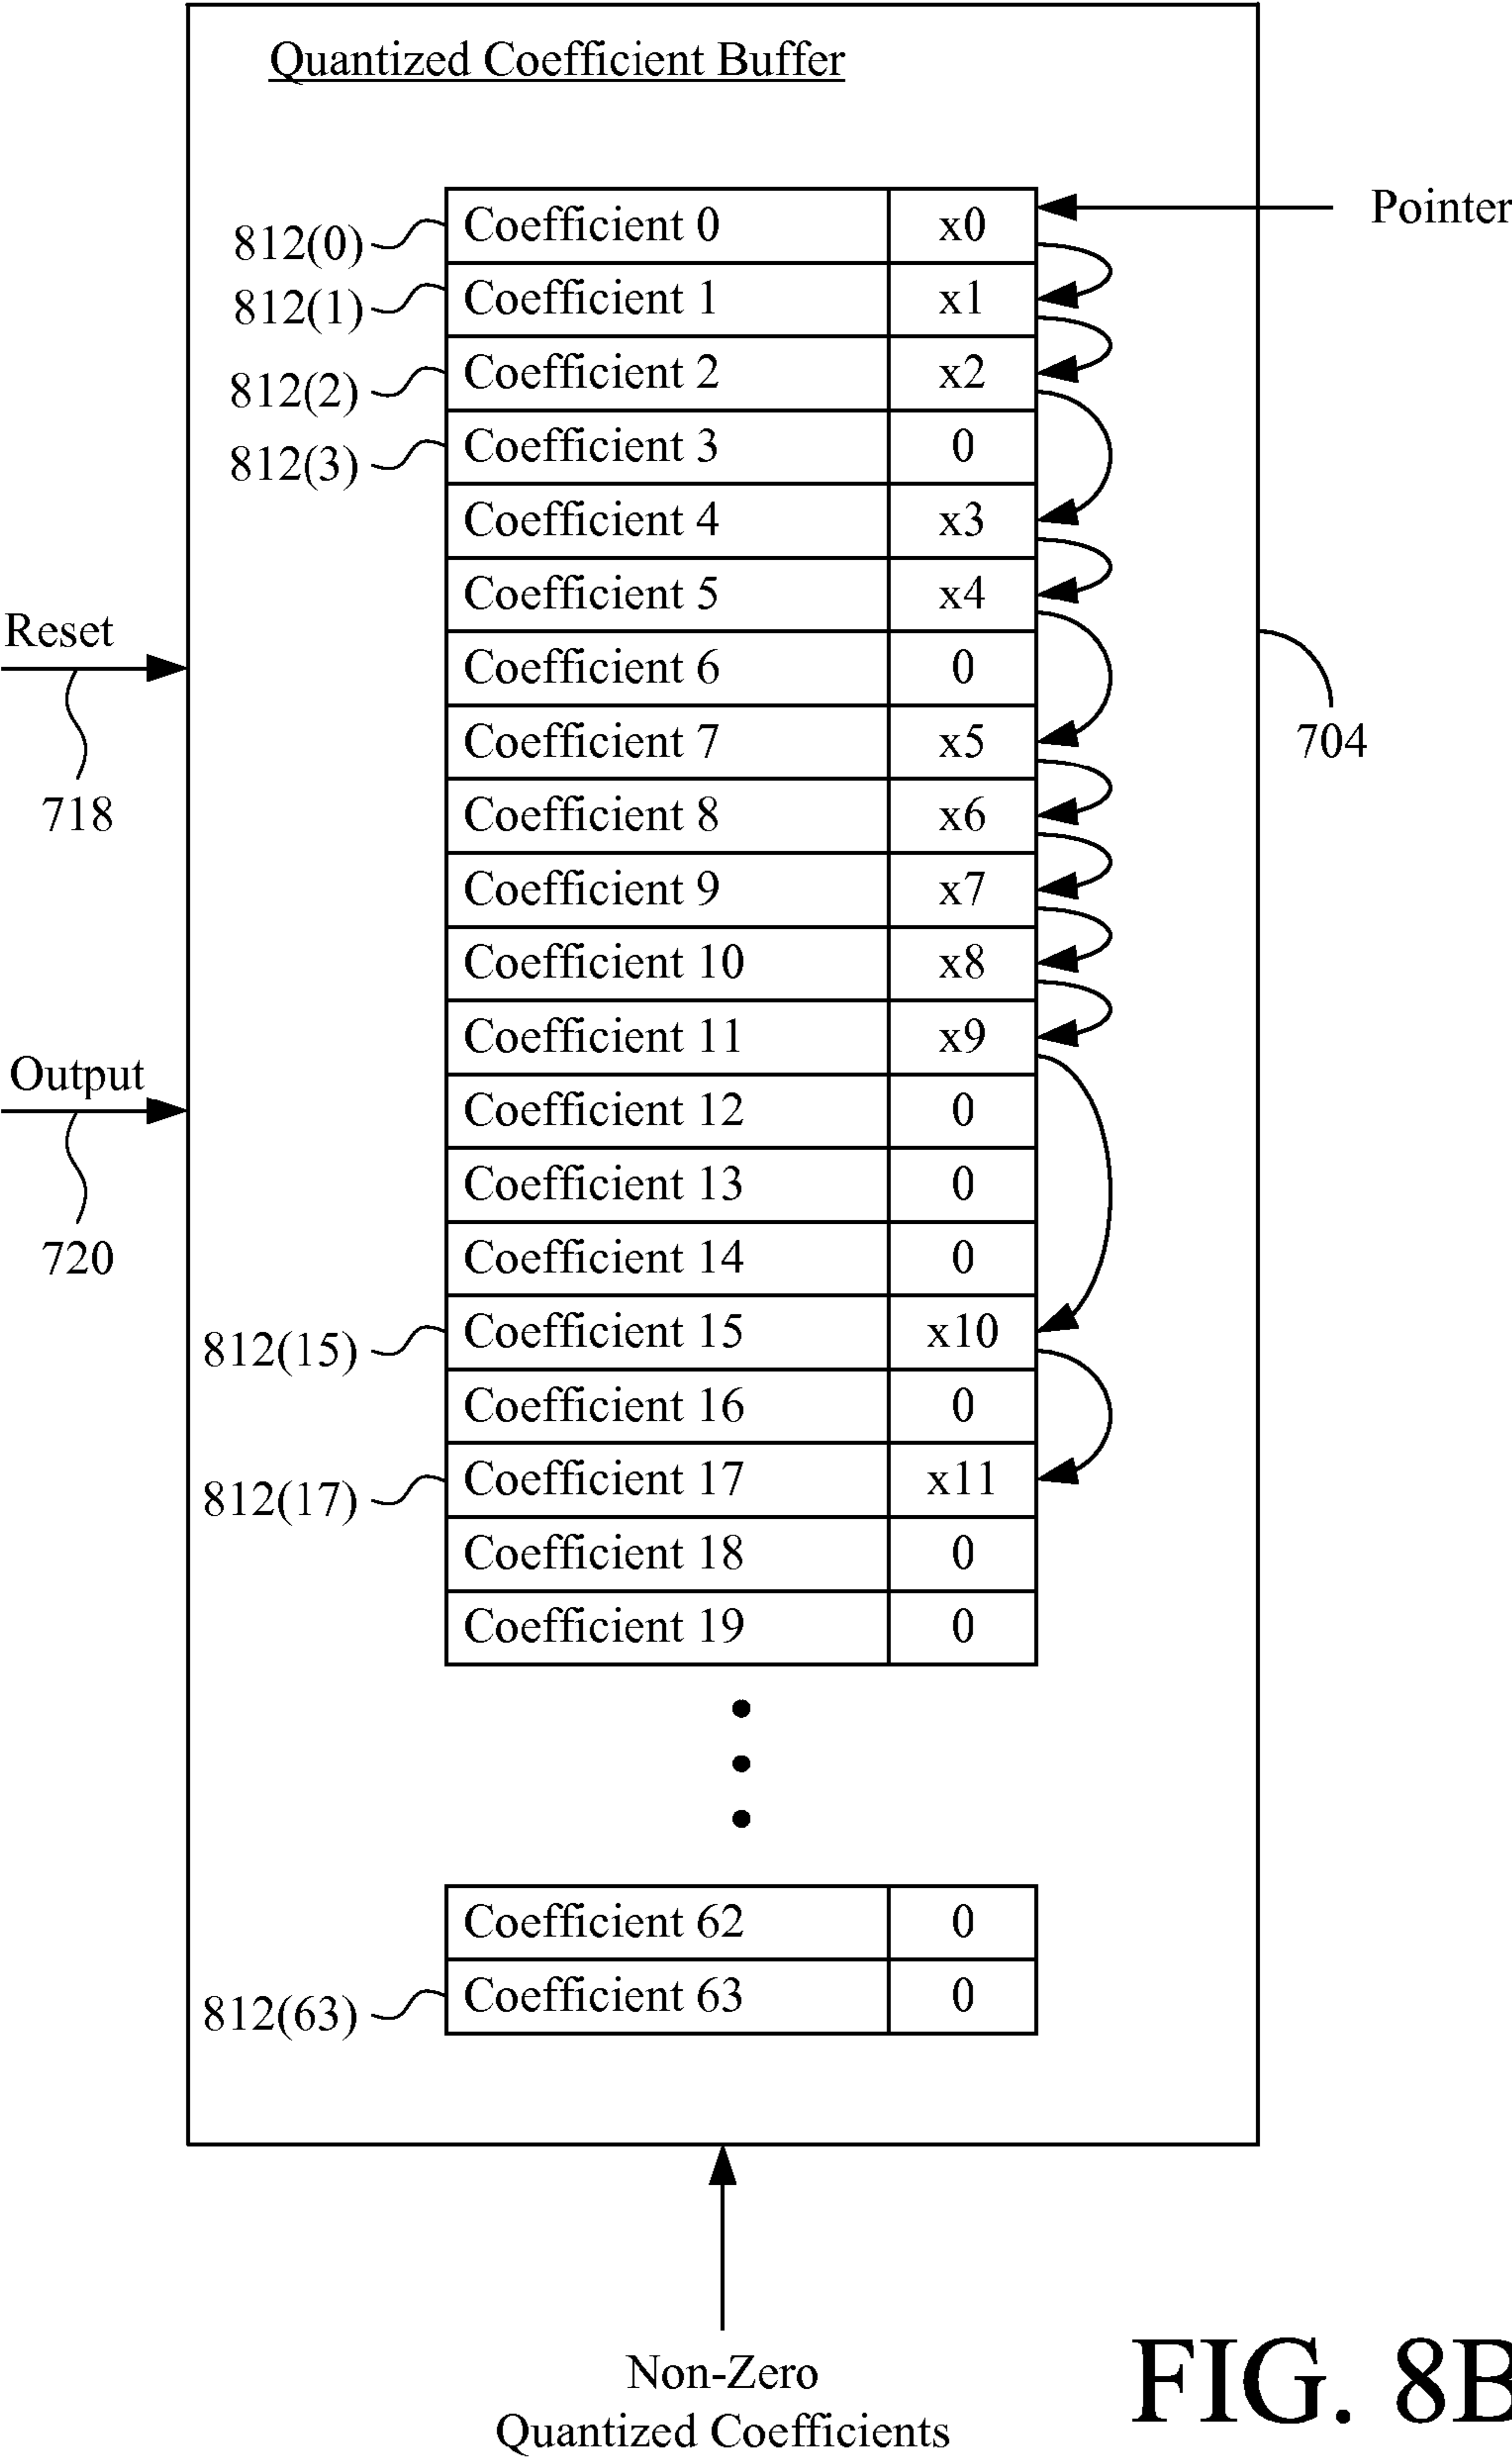 Quantized Coefficient Buffer
Pointer
812(0) Coefficient 0 x0
812(1) Coefficient 1 x1
812(2) Coefficient 2 x2
812(3) Coefficient 3 0
Coefficient 4 x3
Coefficient 5 x4
Reset
Coefficient 6 0
Coefficient 7 x5
704
718
Coefficient 8 x6
Coefficient 9 x7
Coefficient 10 x8
Coefficient 11 x9
Output
Coefficient 12 0
Coefficient 13 0
720
Coefficient 14 0
812(15) Coefficient 15 x10
Coefficient 16 0
812(17) Coefficient 17 x11
Coefficient 18 0
Coefficient 19 0
Coefficient 62 0
812(63) Coefficient 63 0
Non-Zero
Quantized Coefficients
FIG. 8B